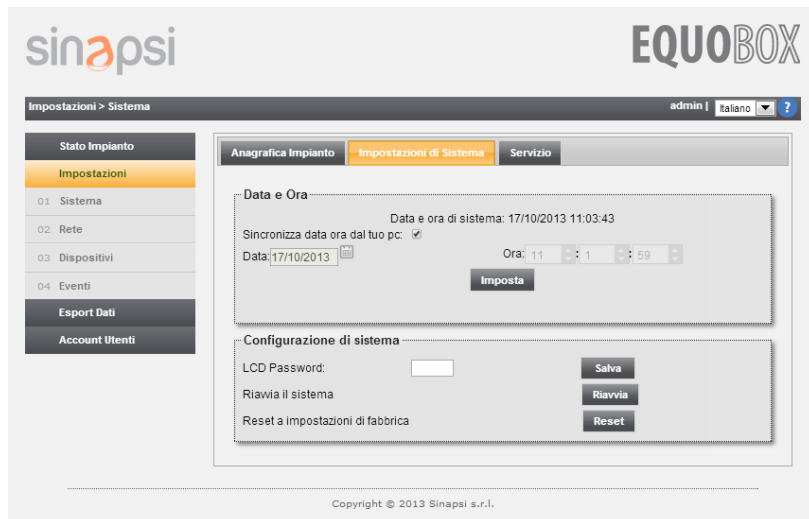 sinapsi
EQUOBOX
Impostazioni > Sistema
admin | Italiano ?
Stato Impianto
Impostazioni
01 Sistema
02 Rete
03 Dispositivi
04 Eventi
Esport Dati
Account Utenti
Anagrafica Impianto Impostazioni di Sistema Servizio
Data e Ora
Data e ora di sistema: 17/10/2013 11:03:43
Sincronizza data ora dal tuo pc:
Data: 17/10/2013 Ora: 11 : 1 : 59
Imposta
Configurazione di sistema
LCD Password: Salva
Riavvia il sistema Riavvia
Reset a impostazioni di fabbrica Reset
Copyright © 2013 Sinapsi s.r.l.